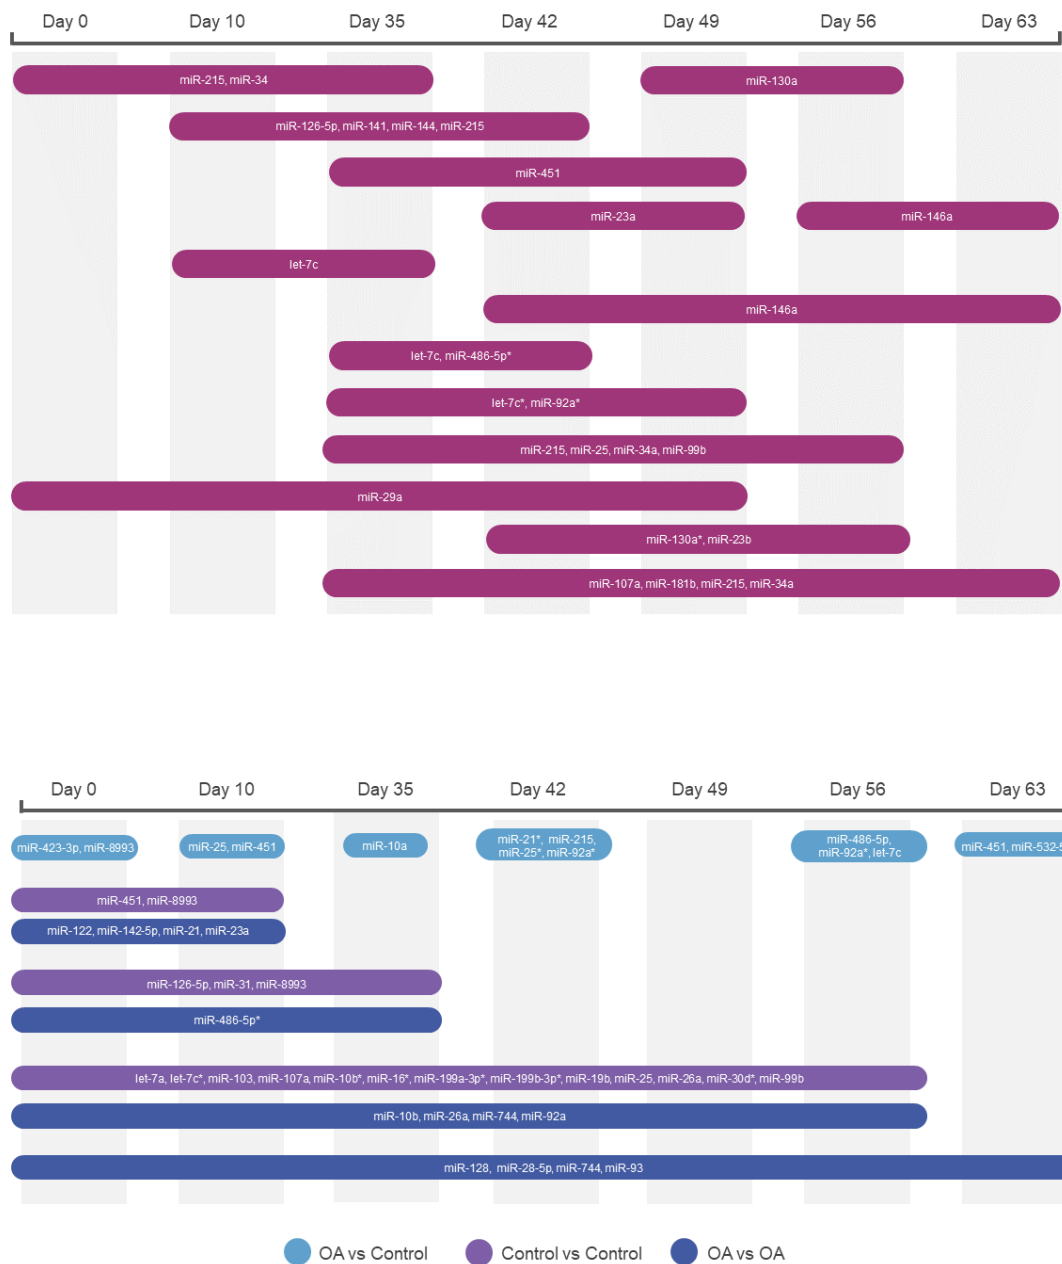 Day 0 Day 10 Day 35 Day 42 Day 49 Day 56 Day 63
miR-215, miR-34 miR-130a
miR-126-5p, miR-141, miR-144, miR-215
miR-451
miR-23a miR-146a
let-7c
miR-146a
let-7c, miR-486-5p*
let-7c*, miR-92a*
miR-215, miR-25, miR-34a, miR-99b
miR-29a
miR-130a*, miR-23b
miR-107a, miR-181b, miR-215, miR-34a
Day 0 Day 10 Day 35 Day 42 Day 49 Day 56 Day 63
miR-423-3p, miR-8993 miR-25, miR-451 miR-10a miR-21*, miR-215, miR-486-5p, miR-451, miR-532-5
miR-25*, miR-92a* miR-92a*, let-7c
miR-451, miR-8993
miR-122, miR-142-5p, miR-21, miR-23a
miR-126-5p, miR-31, miR-8993
miR-486-5p*
let-7a, let-7c*, miR-103, miR-107a, miR-10b*, miR-16*, miR-199a-3p*, miR-199b-3p*, miR-19b, miR-25, miR-26a, miR-30d*, miR-99b
miR-10b, miR-26a, miR-744, miR-92a
miR-128, miR-28-5p, miR-744, miR-93
OA vs Control Control vs Control OA vs OA